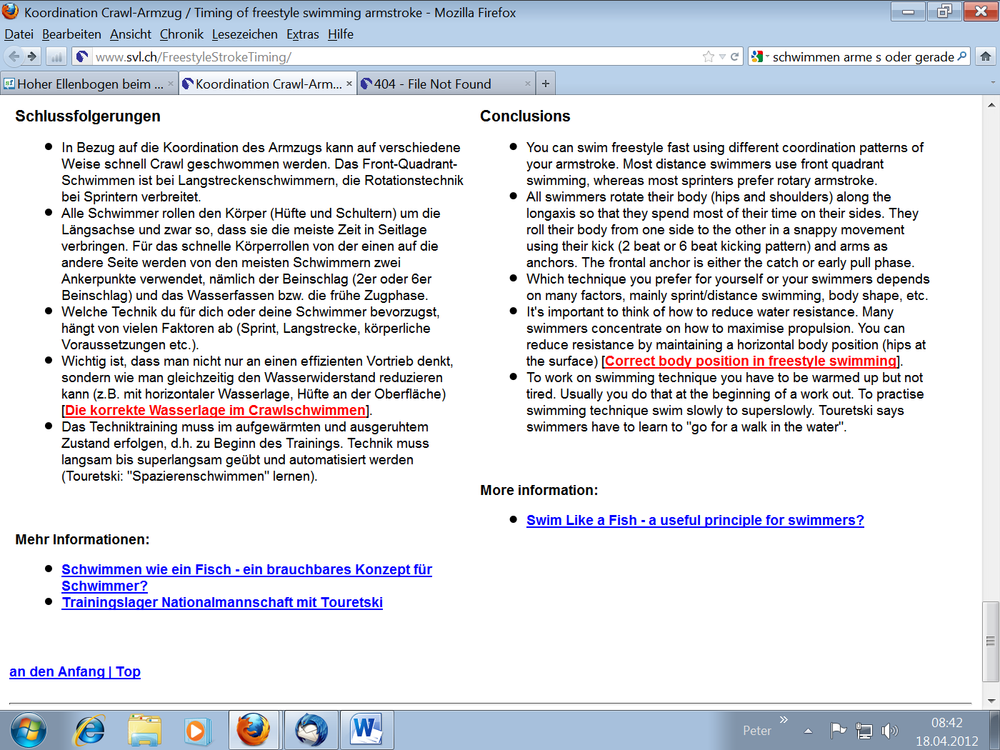 Koordination Crawl-Armzug / Timing of freestyle swimming armstroke - Mozilla Firefox
Datei Bearbeiten Ansicht Chronik Lesezeichen Extras Hilfe
www.svl.ch/FreestyleStrokeTiming/
schwimmen arme s oder gerade
Hoher Ellenbogen beim ...
Koordination Crawl-Arm...
404 - File Not Found
Schlussfolgerungen
In Bezug auf die Koordination des Armzugs kann auf verschiedene
Weise schnell Crawl geschwommen werden. Das Front-Quadrant-
Schwimmen ist bei Langstreckenschwimmern, die Rotationstechnik
bei Sprintern verbreitet.
Alle Schwimmer rollen den Körper (Hüfte und Schultern) um die
Längsachse und zwar so, dass sie die meiste Zeit in Seitlage
verbringen. Für das schnelle Körperrollen von der einen auf die
andere Seite werden von den meisten Schwimmern zwei
Ankerpunkte verwendet, nämlich der Beinschlag (2er oder 6er
Beinschlag) und das Wasserfassen bzw. die frühe Zugphase.
Welche Technik du für dich oder deine Schwimmer bevorzugst,
hängt von vielen Faktoren ab (Sprint, Langstrecke, körperliche
Voraussetzungen etc.).
Wichtig ist, dass man nicht nur an einen effizienten Vortrieb denkt,
sondern wie man gleichzeitig den Wasserwiderstand reduzieren
kann (z.B. mit horizontaler Wasserlage, Hüfte an der Oberfläche)
[Die korrekte Wasserlage im Crawlschwimmen].
Das Techniktraining muss im aufgewärmten und ausgeruhtem
Zustand erfolgen, d.h. zu Beginn des Trainings. Technik muss
langsam bis superlangsam geübt und automatisiert werden
(Touretski: "Spazierenschwimmen" lernen).
Mehr Informationen:
Schwimmen wie ein Fisch - ein brauchbares Konzept für
Schwimmer?
Trainingslager Nationalmannschaft mit Touretski
an den Anfang | Top
Conclusions
You can swim freestyle fast using different coordination patterns of
your armstroke. Most distance swimmers use front quadrant
swimming, whereas most sprinters prefer rotary armstroke.
All swimmers rotate their body (hips and shoulders) along the
longaxis so that they spend most of their time on their sides. They
roll their body from one side to the other in a snappy movement
using their kick (2 beat or 6 beat kicking pattern) and arms as
anchors. The frontal anchor is either the catch or early pull phase.
Which technique you prefer for yourself or your swimmers depends
on many factors, mainly sprint/distance swimming, body shape, etc.
It's important to think of how to reduce water resistance. Many
swimmers concentrate on how to maximise propulsion. You can
reduce resistance by maintaining a horizontal body position (hips at
the surface) [Correct body position in freestyle swimming].
To work on swimming technique you have to be warmed up but not
tired. Usually you do that at the beginning of a work out. To practise
swimming technique swim slowly to superslowly. Touretski says
swimmers have to learn to "go for a walk in the water".
More information:
Swim Like a Fish - a useful principle for swimmers?
Peter
08:42
18.04.2012